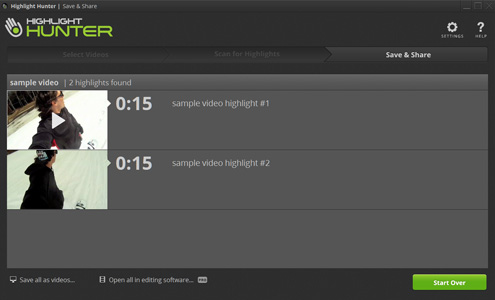 Highlight Hunter | Save & Share
HIGHLIGHT
HUNTER
SETTINGS
HELP
Select Videos
Scan for Highlights
Save & Share
sample video | 2 highlights found
0:15
sample video highlight #1
0:15
sample video highlight #2
Save all as videos...
Open all in editing software...
Start Over